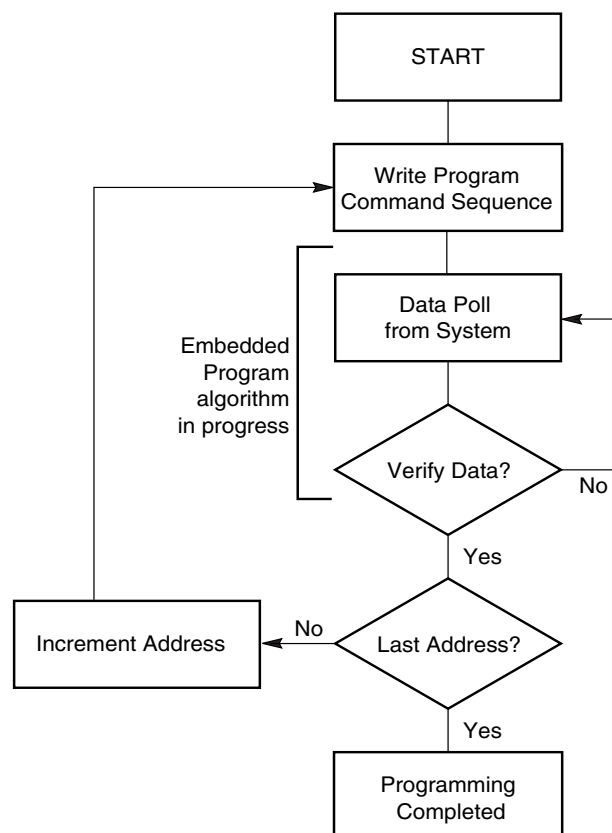 START
Write Program
Command Sequence
Data Poll
from System
Embedded
Program
algorithm
in progress
Verify Data?
No
Yes
Last Address?
No
Increment Address
Yes
Programming
Completed